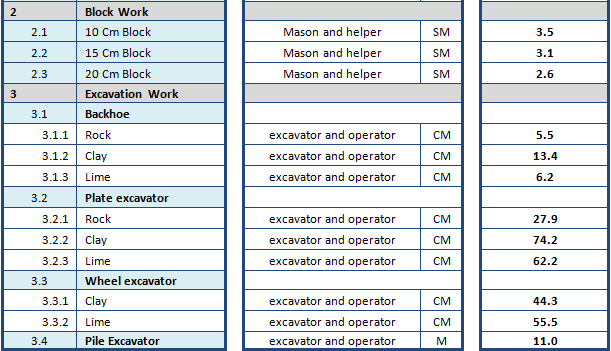 2 Block Work
2.1 10 Cm Block Mason and helper SM 3.5
2.2 15 Cm Block Mason and helper SM 3.1
2.3 20 Cm Block Mason and helper SM 2.6
3 Excavation Work
3.1 Backhoe
3.1.1 Rock excavator and operator CM 5.5
3.1.2 Clay excavator and operator CM 13.4
3.1.3 Lime excavator and operator CM 6.2
3.2 Plate excavator
3.2.1 Rock excavator and operator CM 27.9
3.2.2 Clay excavator and operator CM 74.2
3.2.3 Lime excavator and operator CM 62.2
3.3 Wheel excavator
3.3.1 Clay excavator and operator CM 44.3
3.3.2 Lime excavator and operator CM 55.5
3.4 Pile Excavator excavator and operator M 11.0